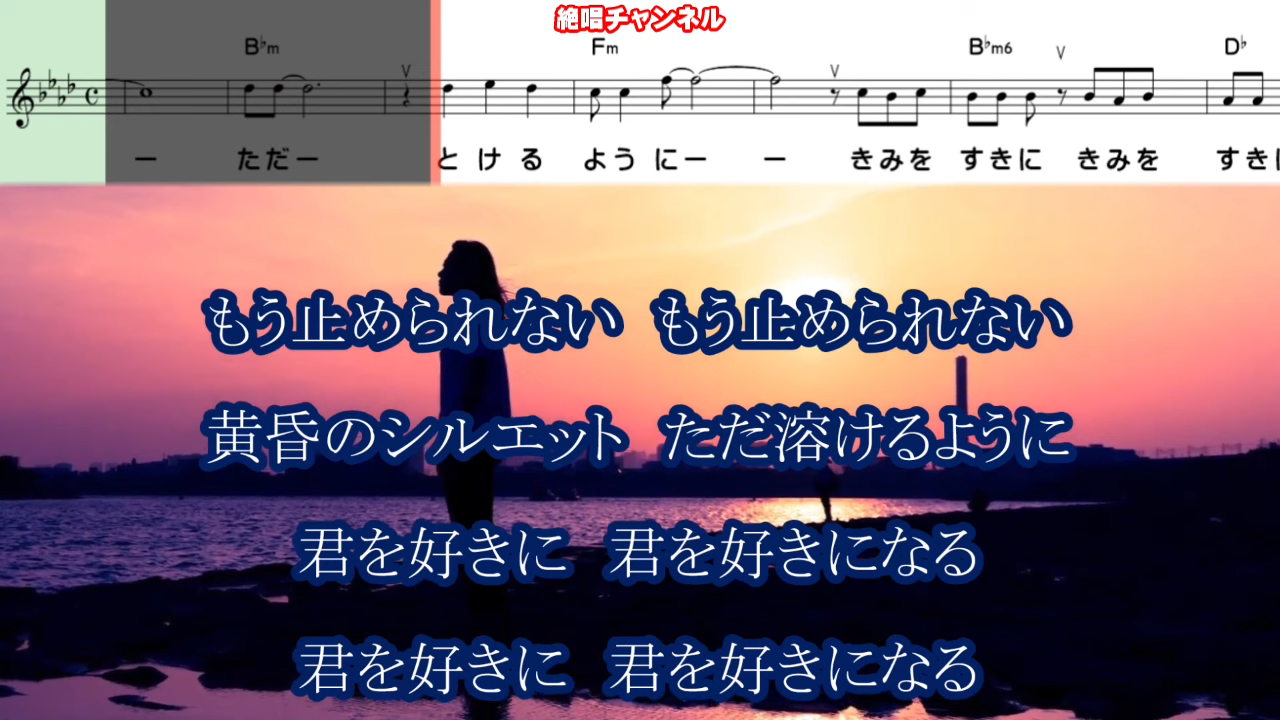 絶唱チャンネル
B♭m Fm B♭m6 D♭
ー ただー とける ように ー ー きみを すきに きみを すきに
もう止められない もう止められない
黄昏のシルエット ただ溶けるように
君を好きに 君を好きになる
君を好きに 君を好きになる